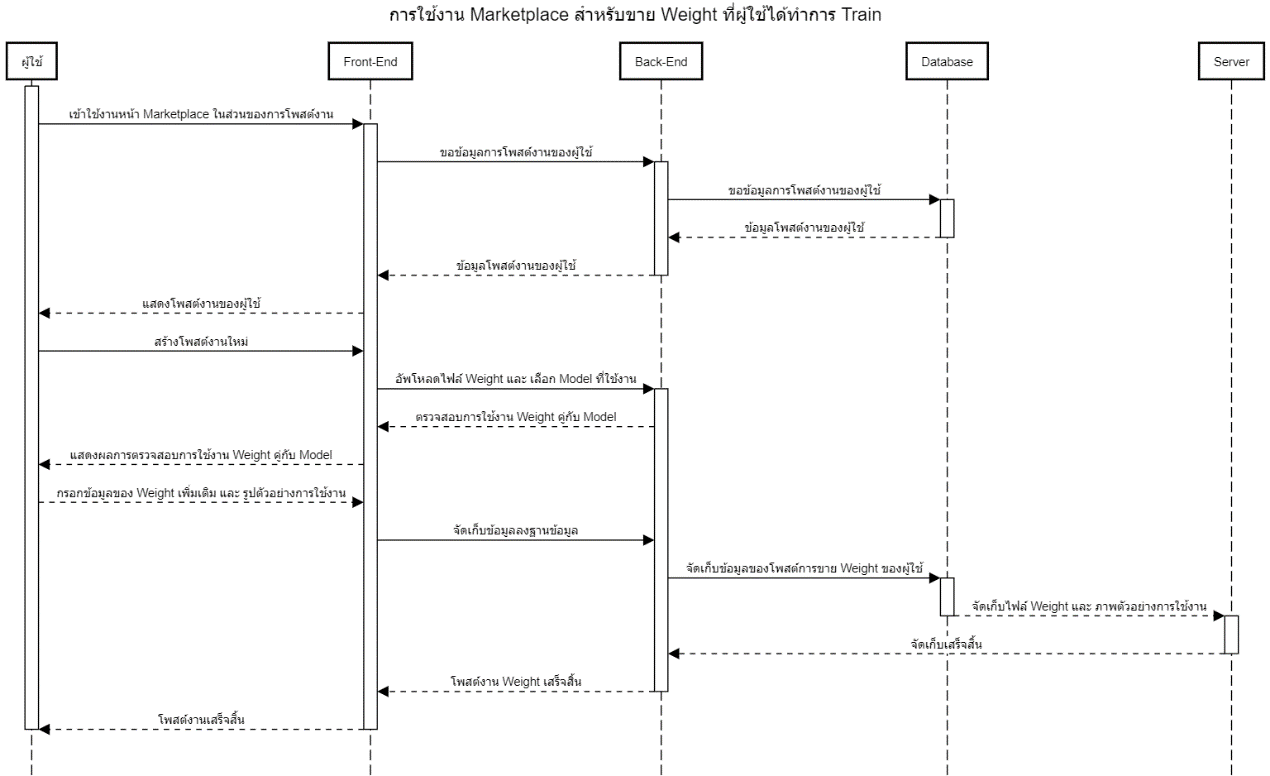 การใช้งาน Marketplace สำหรับขาย Weight ที่ผู้ใช้ได้ทำการ Train
ผู้ใช้
Front-End
Back-End
Database
Server
เข้าใช้งานหน้า Marketplace ในส่วนของการโพสต์งาน
ขอข้อมูลการโพสต์งานของผู้ใช้
ขอข้อมูลการโพสต์งานของผู้ใช้
ข้อมูลโพสต์งานของผู้ใช้
ข้อมูลโพสต์งานของผู้ใช้
แสดงโพสต์งานของผู้ใช้
สร้างโพสต์งานใหม่
อัพโหลดไฟล์ Weight และ เลือก Model ที่ใช้งาน
ตรวจสอบการใช้งาน Weight คู่กับ Model
แสดงผลการตรวจสอบการใช้งาน Weight คู่กับ Model
กรอกข้อมูลของ Weight เพิ่มเติม และ รูปตัวอย่างการใช้งาน
จัดเก็บข้อมูลลงฐานข้อมูล
จัดเก็บข้อมูลของโพสต์การขาย Weight ของผู้ใช้
จัดเก็บไฟล์ Weight และ ภาพตัวอย่างการใช้งาน
จัดเก็บเสร็จสิ้น
โพสต์งาน Weight เสร็จสิ้น
โพสต์งานเสร็จสิ้น